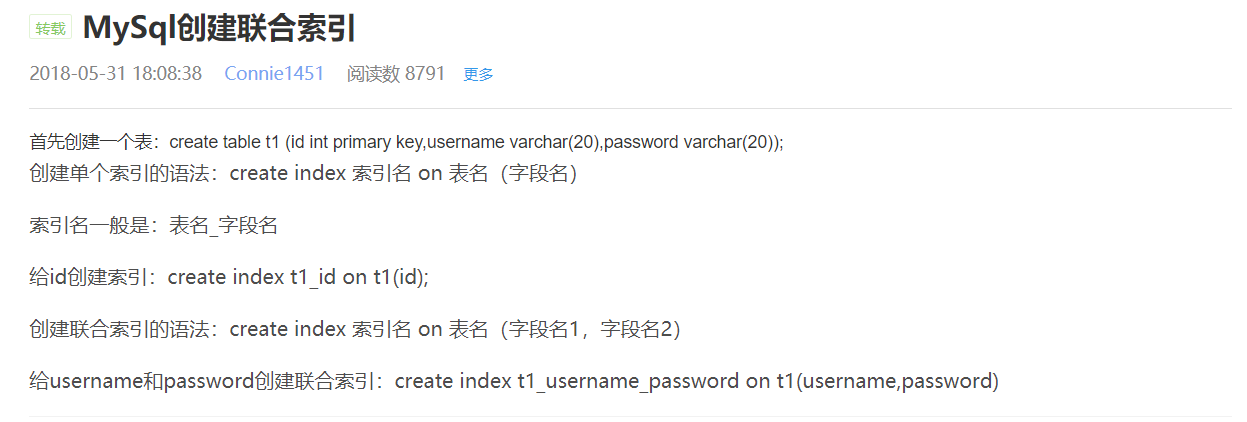 转载 MySql创建联合索引
2018-05-31 18:08:38 Connie1451 阅读数 8791 更多
首先创建一个表：create table t1 (id int primary key,username varchar(20),password varchar(20));
创建单个索引的语法：create index 索引名 on 表名（字段名）
索引名一般是：表名_字段名
给id创建索引：create index t1_id on t1(id);
创建联合索引的语法：create index 索引名 on 表名（字段名1，字段名2）
给username和password创建联合索引：create index t1_username_password on t1(username,password)